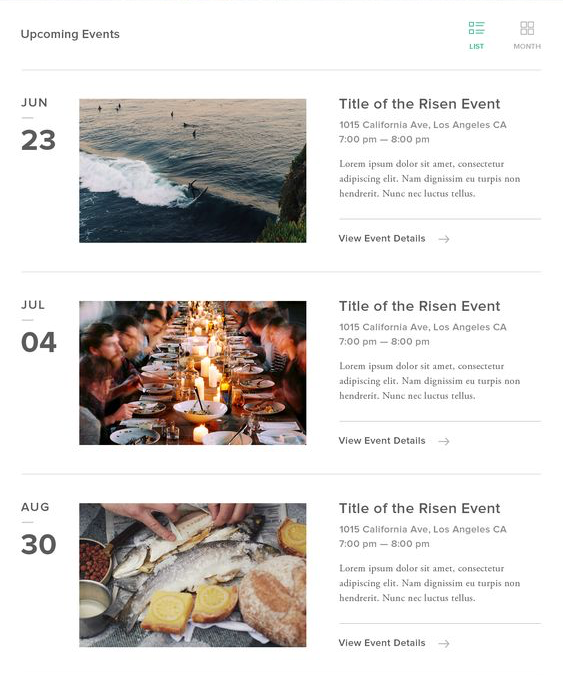 Upcoming Events
LIST
MONTH
JUN
23
Title of the Risen Event
1015 California Ave, Los Angeles CA
7:00 pm — 8:00 pm
Lorem ipsum dolor sit amet, consectetur
adipiscing elit. Nam dignissim eu turpis non
hendrerit. Nunc nec luctus tellus.
View Event Details
JUL
04
Title of the Risen Event
1015 California Ave, Los Angeles CA
7:00 pm — 8:00 pm
Lorem ipsum dolor sit amet, consectetur
adipiscing elit. Nam dignissim eu turpis non
hendrerit. Nunc nec luctus tellus.
View Event Details
AUG
30
Title of the Risen Event
1015 California Ave, Los Angeles CA
7:00 pm — 8:00 pm
Lorem ipsum dolor sit amet, consectetur
adipiscing elit. Nam dignissim eu turpis non
hendrerit. Nunc nec luctus tellus.
View Event Details